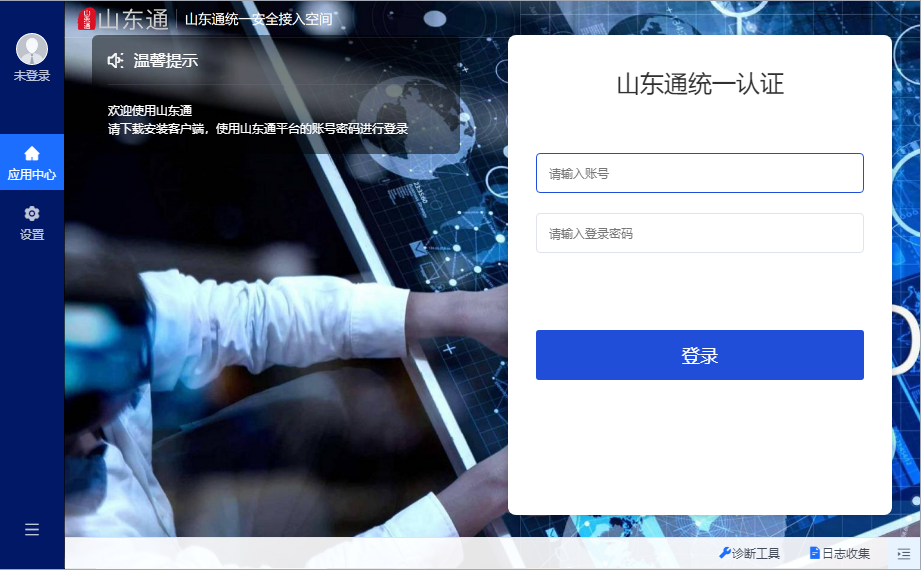 山东通
山东通统一安全接入空间
未登录
温馨提示
欢迎使用山东通
请下载安装客户端，使用山东通平台的账号密码进行登录
应用中心
设置
山东通统一认证
请输入账号
请输入登录密码
登录
诊断工具
日志收集